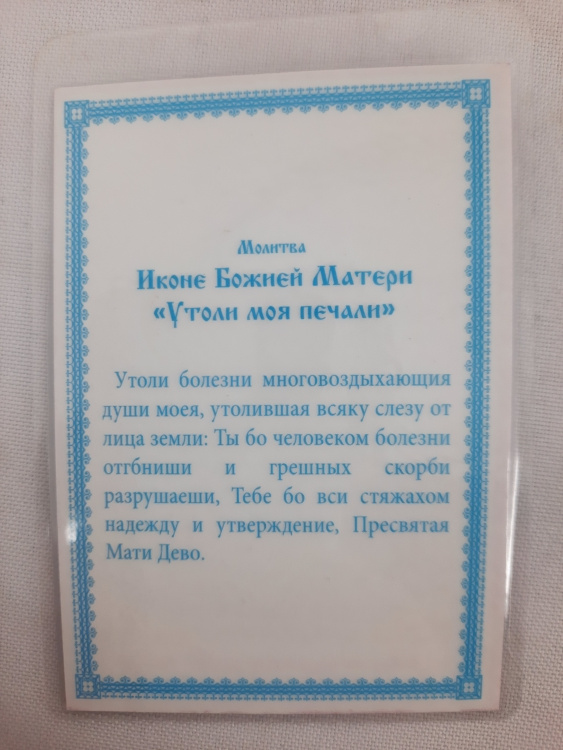 Молитва
Иконе Божией Матери
«Утоли моя печали»
Утоли болезни многовоздыхающия
души моея, утолившая всяку слезу от
лица земли: Ты бо человеком болезни
отгбниши и грешных скорби
разрушаеши, Тебе бо вси стяжахом
надежду и утверждение, Пресвятая
Мати Дево.